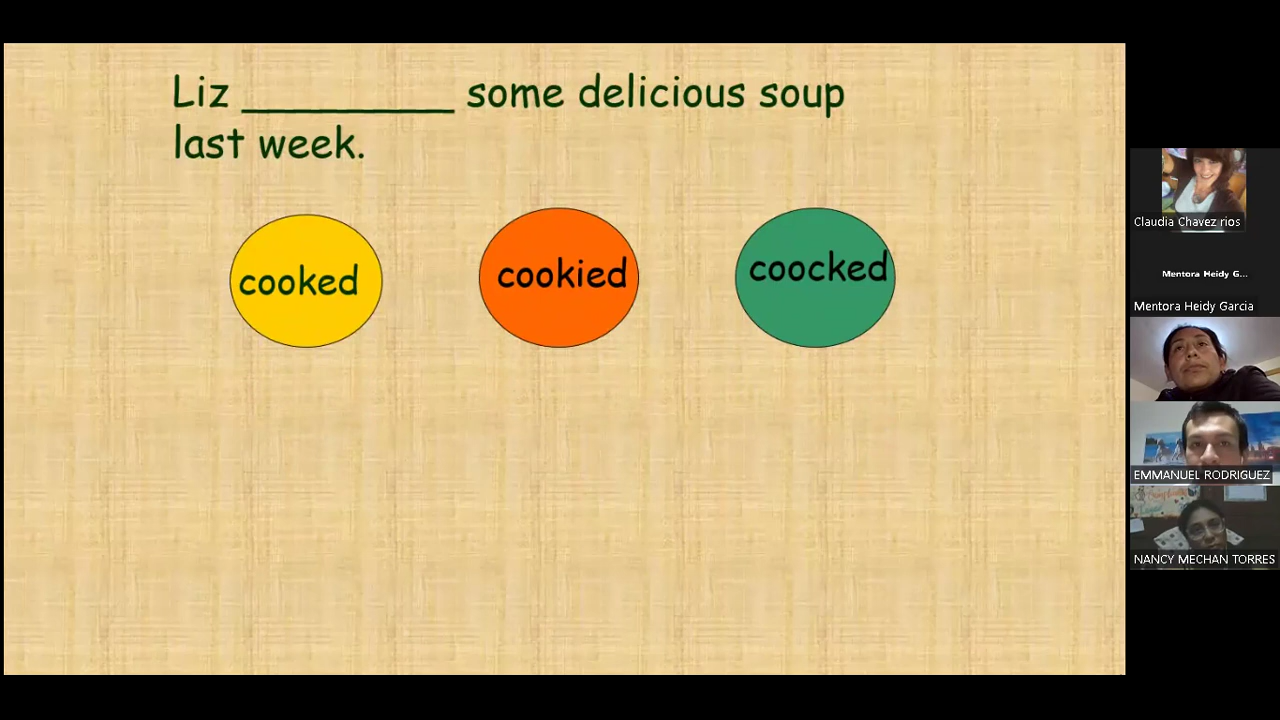 Liz ________ some delicious soup
last week.
cooked cookied coocked
Claudia Chavez rios
Mentora Heidy G...
Mentora Heidy Garcia
EMMANUEL RODRIGUEZ
NANCY MECHAN TORRES